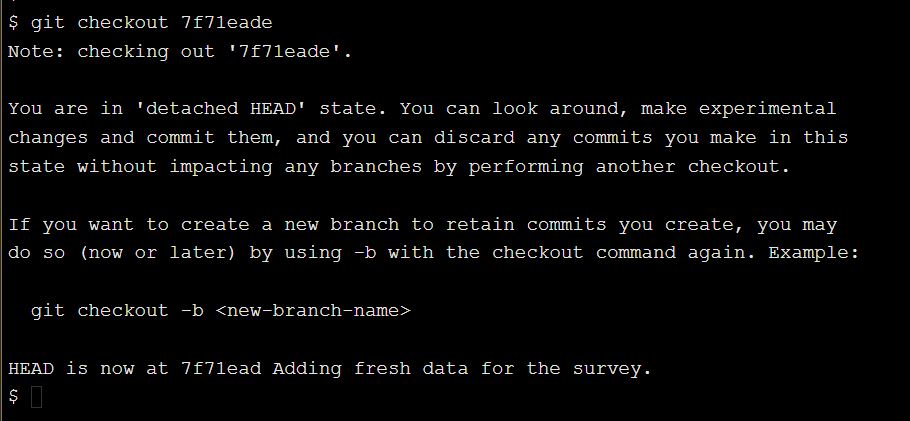 $ git checkout 7f71eade
Note: checking out '7f71eade'.
You are in 'detached HEAD' state. You can look around, make experimental
changes and commit them, and you can discard any commits you make in this
state without impacting any branches by performing another checkout.
If you want to create a new branch to retain commits you create, you may
do so (now or later) by using -b with the checkout command again. Example:
git checkout -b <new-branch-name>
HEAD is now at 7f71ead Adding fresh data for the survey.
$